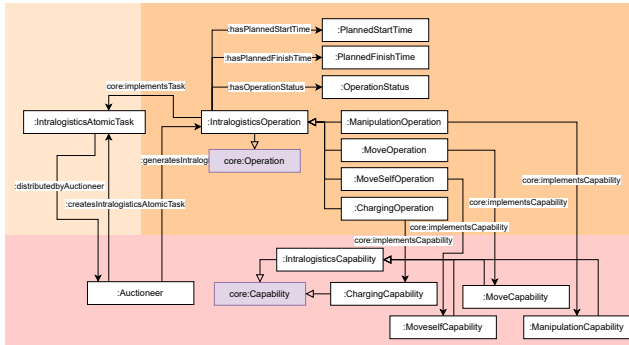 :hasPlannedStartTime
:PlannedStartTime
:hasPlannedFinishTime
:PlannedFinishTime
core:implementsTask
:hasOperationStatus
:OperationStatus
:IntralogisticsAtomicTask
:IntralogisticsOperation
:ManipulationOperation
:generatesIntralog
core:Operation
:MoveOperation
:distributedbyAuctioneer
:MoveSelfOperation
core:implementsCapability
:createsIntralogisticsAtomicTask
:ChargingOperation
core:implementsCapability
core:implementsCapability
core:implementsCapability
:IntralogisticsCapability
:Auctioneer
core:Capability
:ChargingCapability
:MoveCapability
:MoveselfCapability
:ManipulationCapability